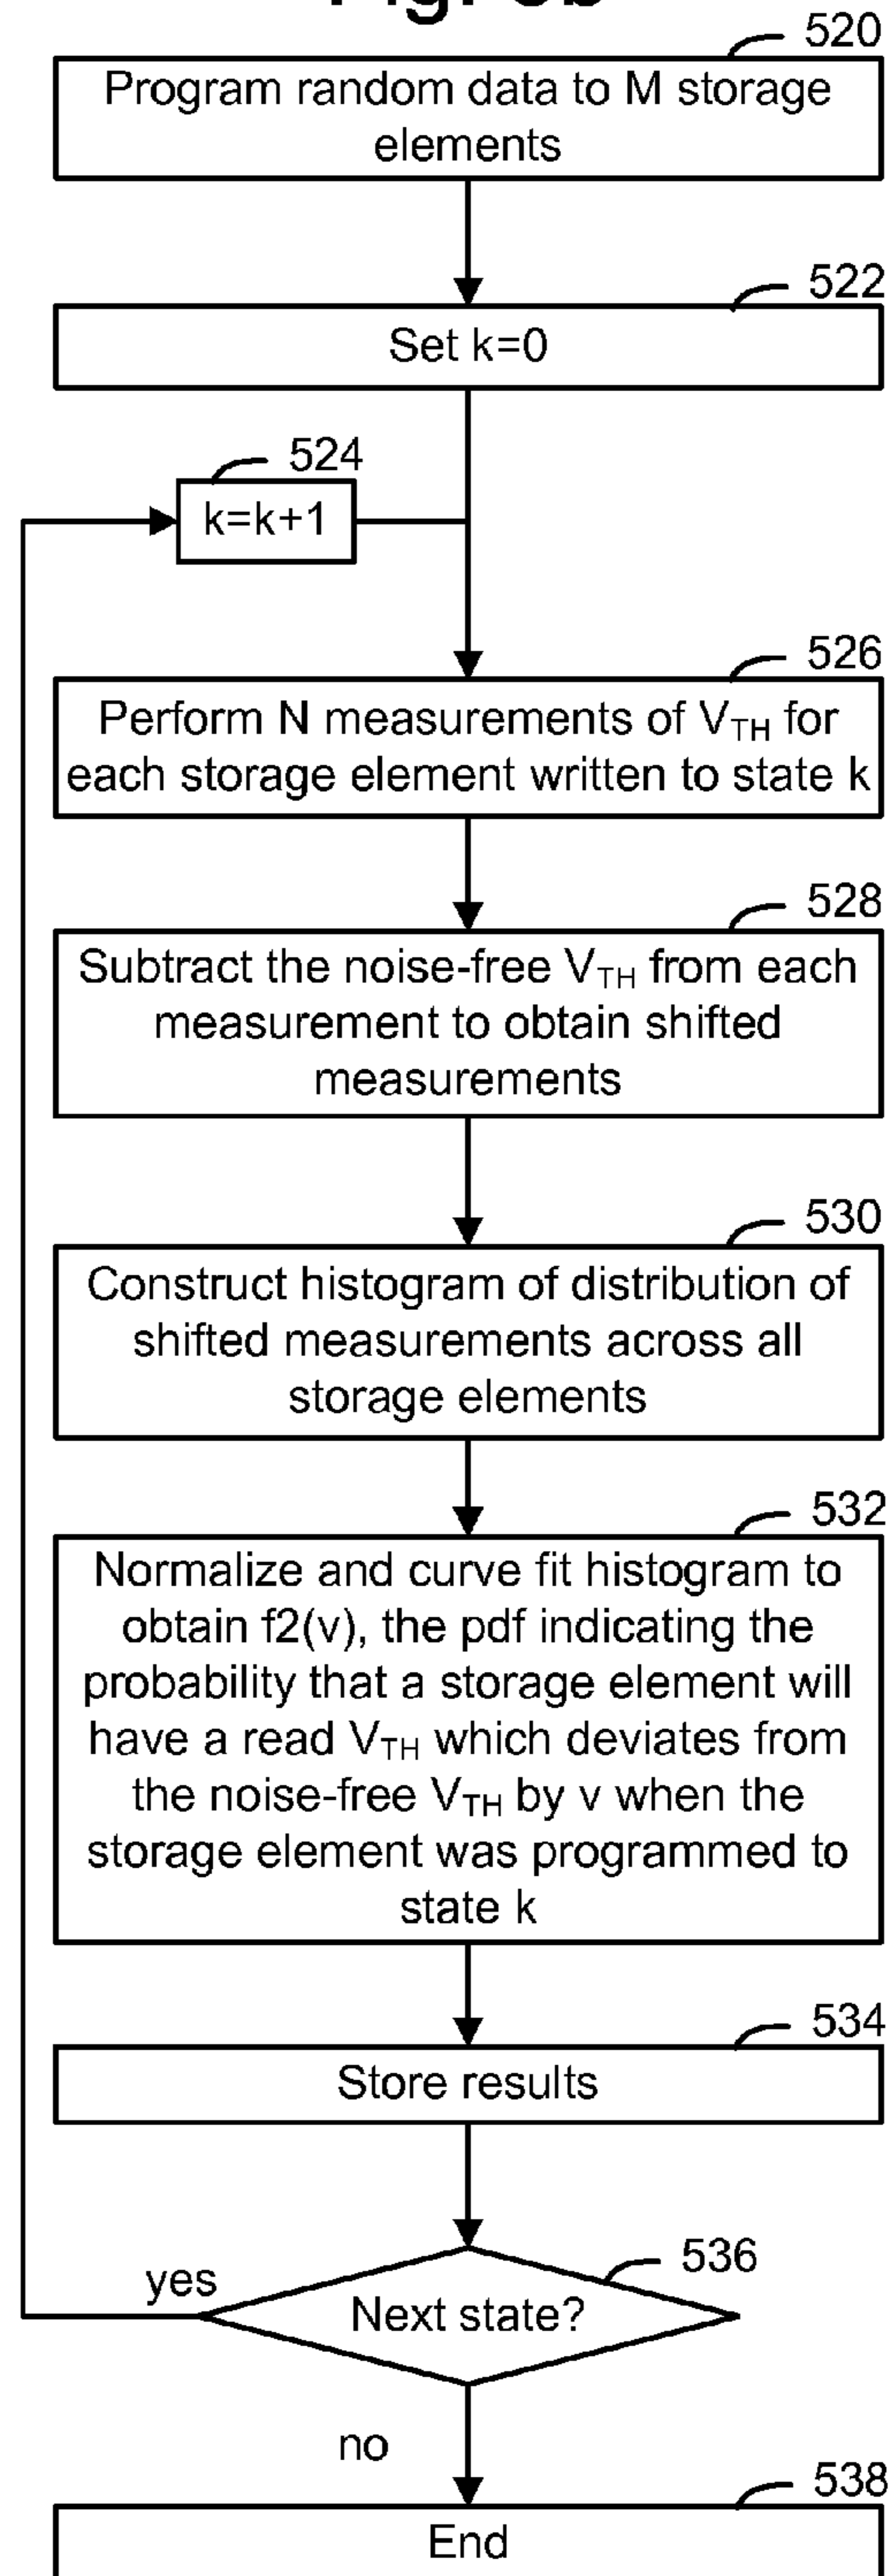 520
Program random data to M storage
elements
522
Set k=0
524
k=k+1
526
Perform N measurements of VTH for
each storage element written to state k
528
Subtract the noise-free VTH from each
measurement to obtain shifted
measurements
530
Construct histogram of distribution of
shifted measurements across all
storage elements
532
Normalize and curve fit histogram to
obtain f2(v), the pdf indicating the
probability that a storage element will
have a read VTH which deviates from
the noise-free VTH by v when the
storage element was programmed to
state k
534
Store results
536
yes
Next state?
no
538
End